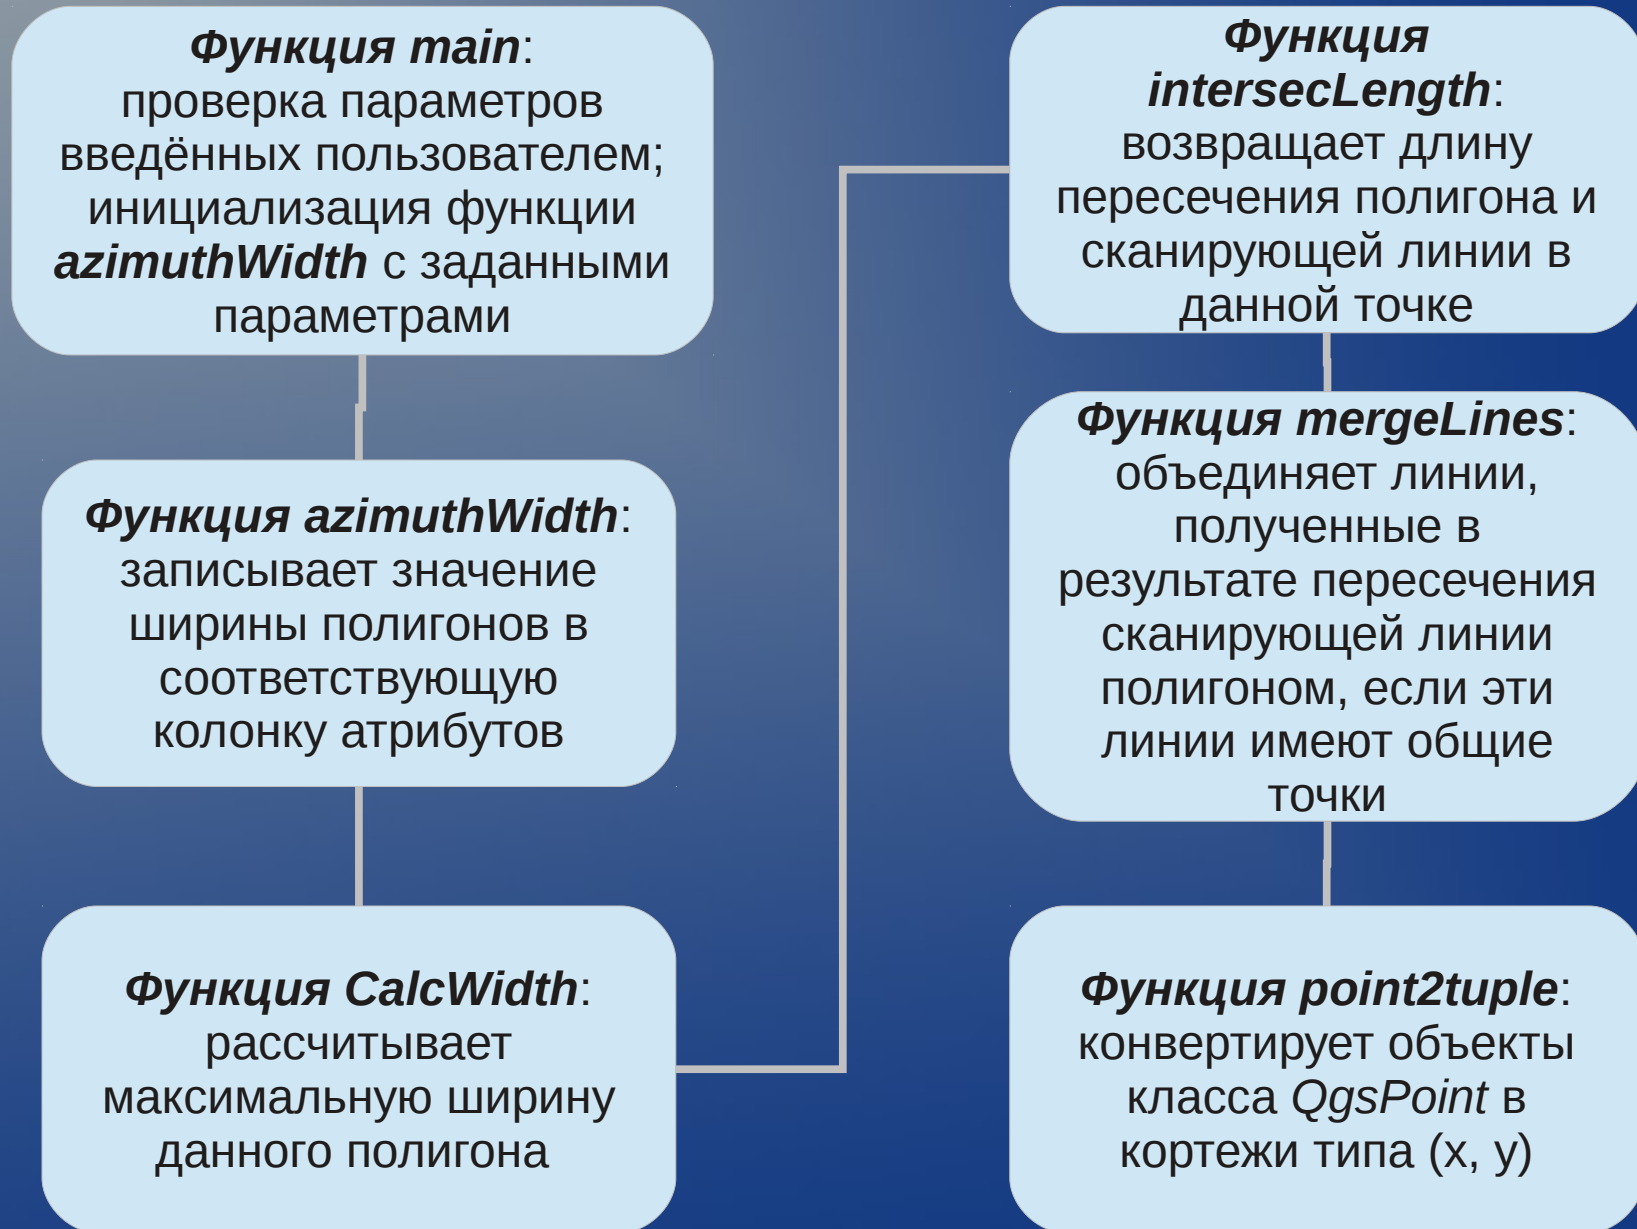 Функция main:
проверка параметров
введённых пользователем;
инициализация функции
azimuthWidth с заданными
параметрами
Функция azimuthWidth:
записывает значение
ширины полигонов в
соответствующую
колонку атрибутов
Функция CalcWidth:
рассчитывает
максимальную ширину
данного полигона
Функция
intersecLength:
возвращает длину
пересечения полигона и
сканирующей линии в
данной точке
Функция mergeLines:
объединяет линии,
полученные в
результате пересечения
сканирующей линии
полигоном, если эти
линии имеют общие
точки
Функция point2tuple:
конвертирует объекты
класса QgsPoint в
кортежи типа (x, y)